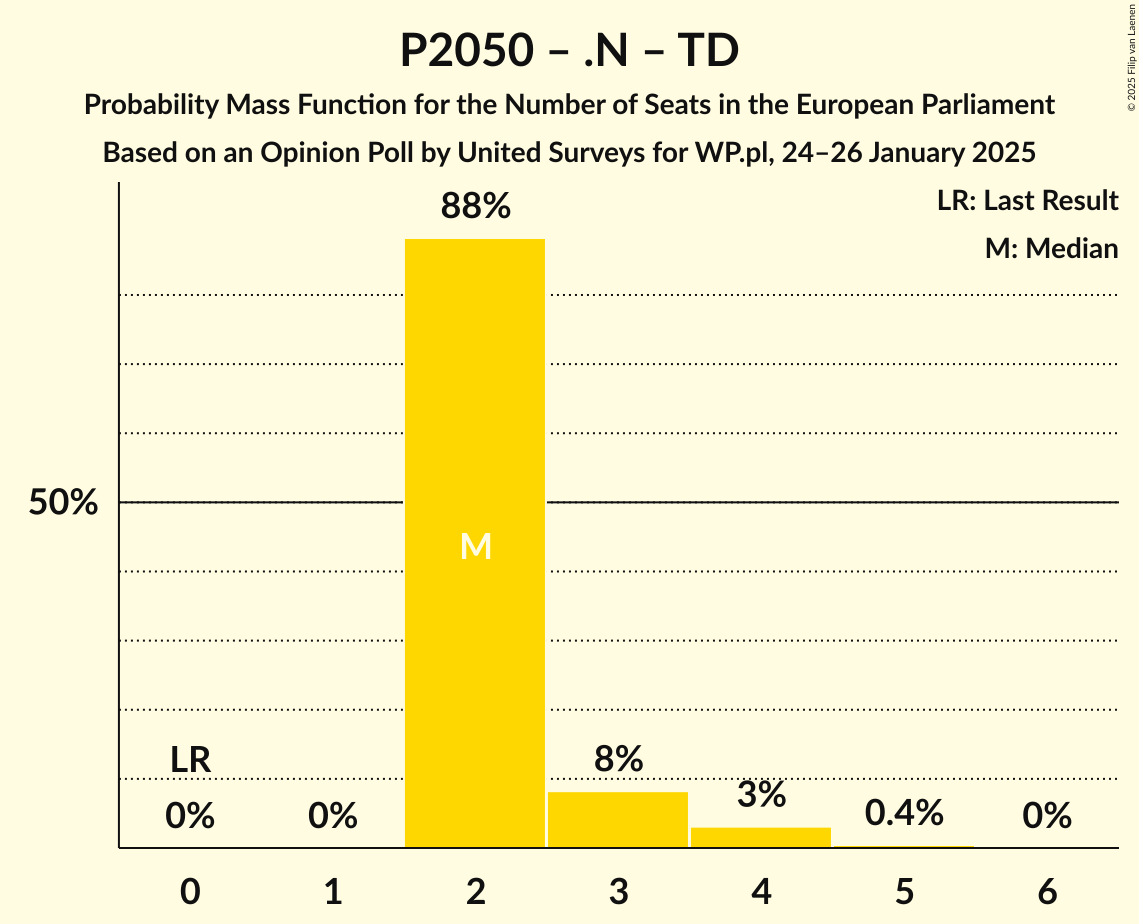 P2050 – .N – TD
Probability Mass Function for the Number of Seats in the European Parliament
Based on an Opinion Poll by United Surveys for WP.pl, 24–26 January 2025
© 2025 Filip van Laenen
LR: Last Result
M: Median
88%
50%
M
LR
0%
0%
8%
3%
0.4%
0%
0 1 2 3 4 5 6